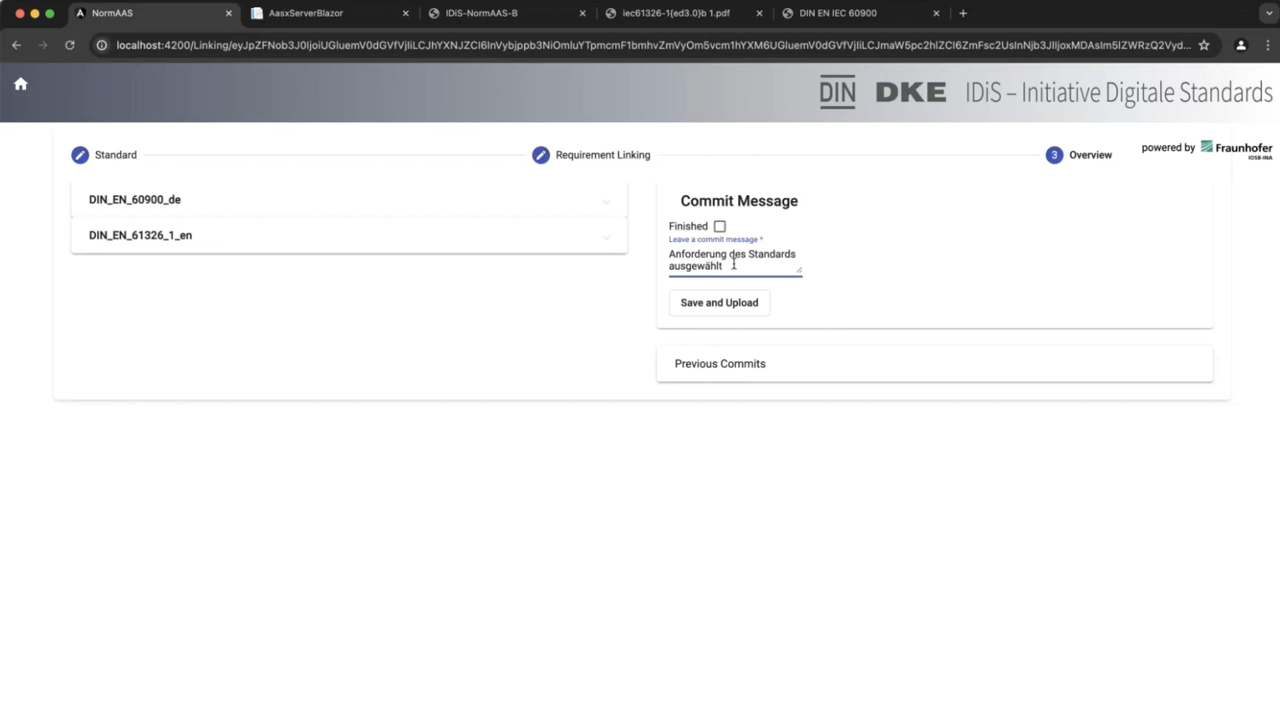 NormAAS
AasxServerBlazor
IDiS-NormAAS-B
iec61326-1{ed3.0}b 1.pdf
DIN EN IEC 60900
DIN DKE IDiS – Initiative Digitale Standards
Standard
Requirement Linking
3 Overview
powered by Fraunhofer
IOSB-INA
DIN_EN_60900_de
DIN_EN_61326_1_en
Commit Message
Finished
Leave a commit message *
Anforderung des Standards
ausgewählt
Save and Upload
Previous Commits